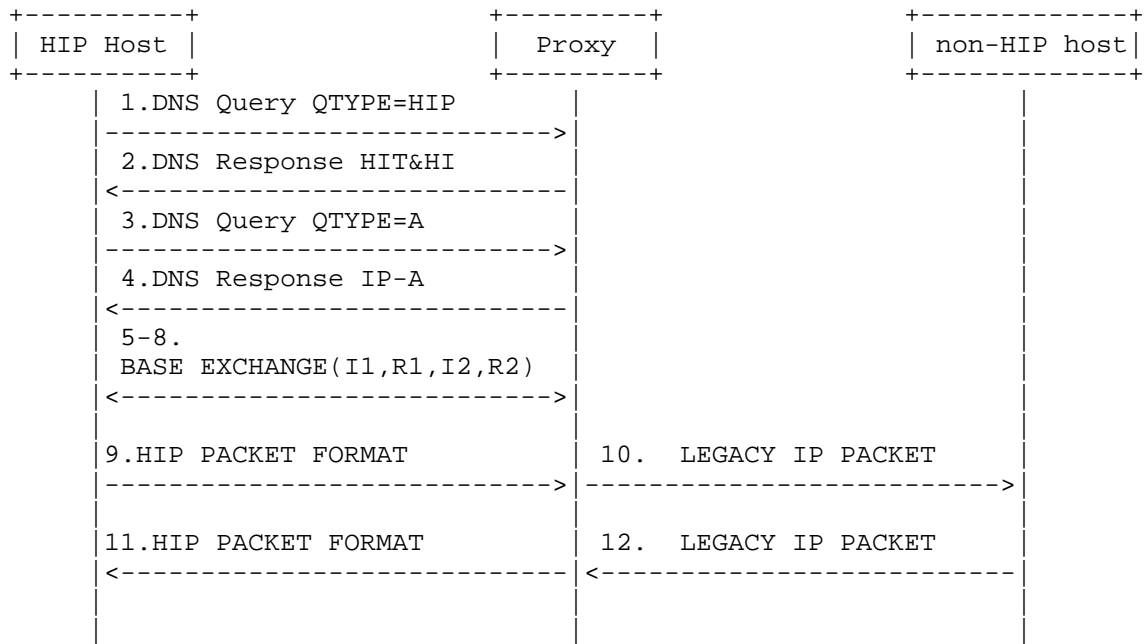 HIP Host Proxy non-HIP host
1.DNS Query QTYPE=HIP
2.DNS Response HIT&HI
3.DNS Query QTYPE=A
4.DNS Response IP-A
5-8.
BASE EXCHANGE(I1,R1,I2,R2)
9.HIP PACKET FORMAT 10. LEGACY IP PACKET
11.HIP PACKET FORMAT 12. LEGACY IP PACKET